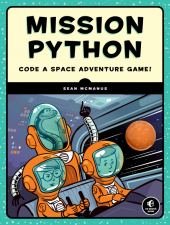 MISSION
PYTHON
CODE A SPACE ADVENTURE GAME!
SEAN MCMANUS